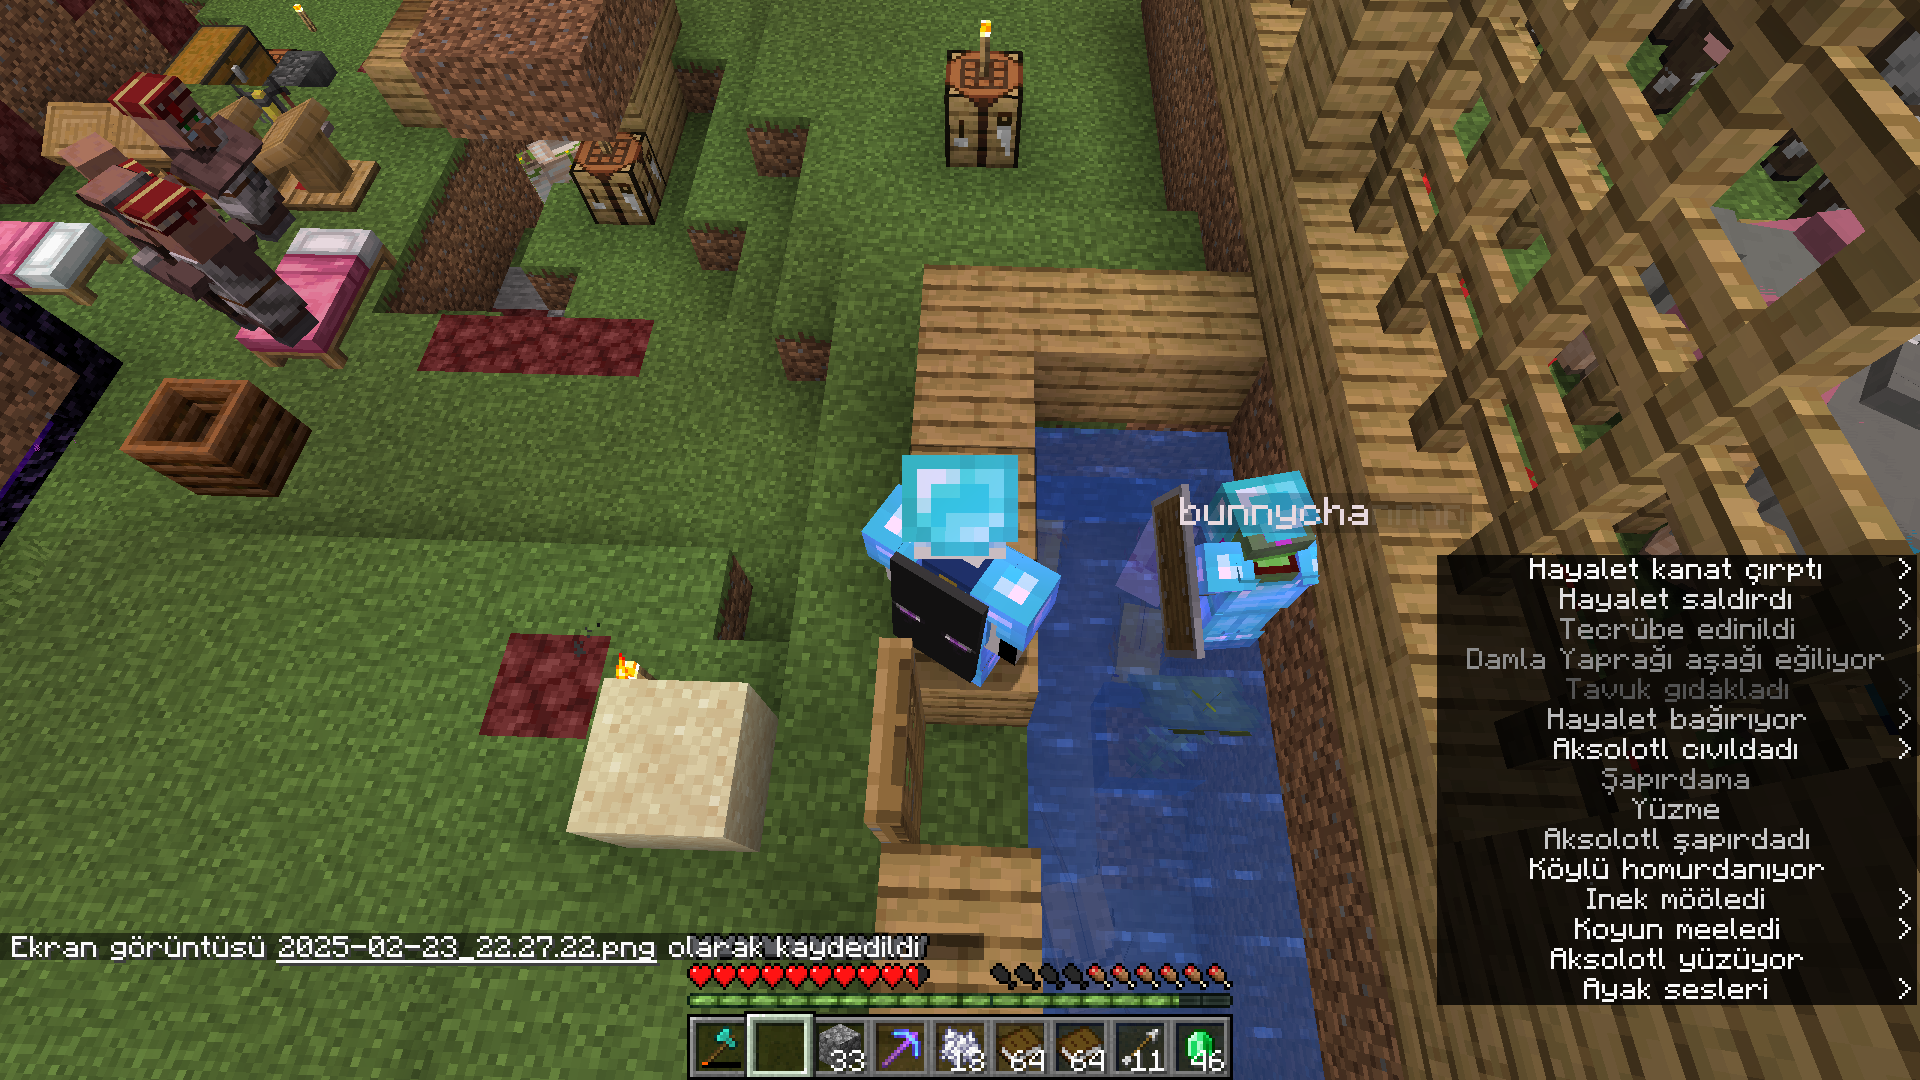 bunnycha
Hayalet kanat çırptı >
Hayalet saldırdı >
Tecrübe edinildi >
Damla Yaprağı aşağı eğiliyor
Tavuk gıdakladı >
Hayalet bağırıyor >
Aksolotl cıvıldadı >
Şapırdama
Yüzme
Aksolotl şapırdadı
Köylü homurdanıyor
İnek mööledi >
Koyun meeledi >
Aksolotl yüzüyor
Ayak sesleri >
Ekran görüntüsü 2025-02-23_22.27.22.png olarak kaydedildi
33 18 64 64 11 46